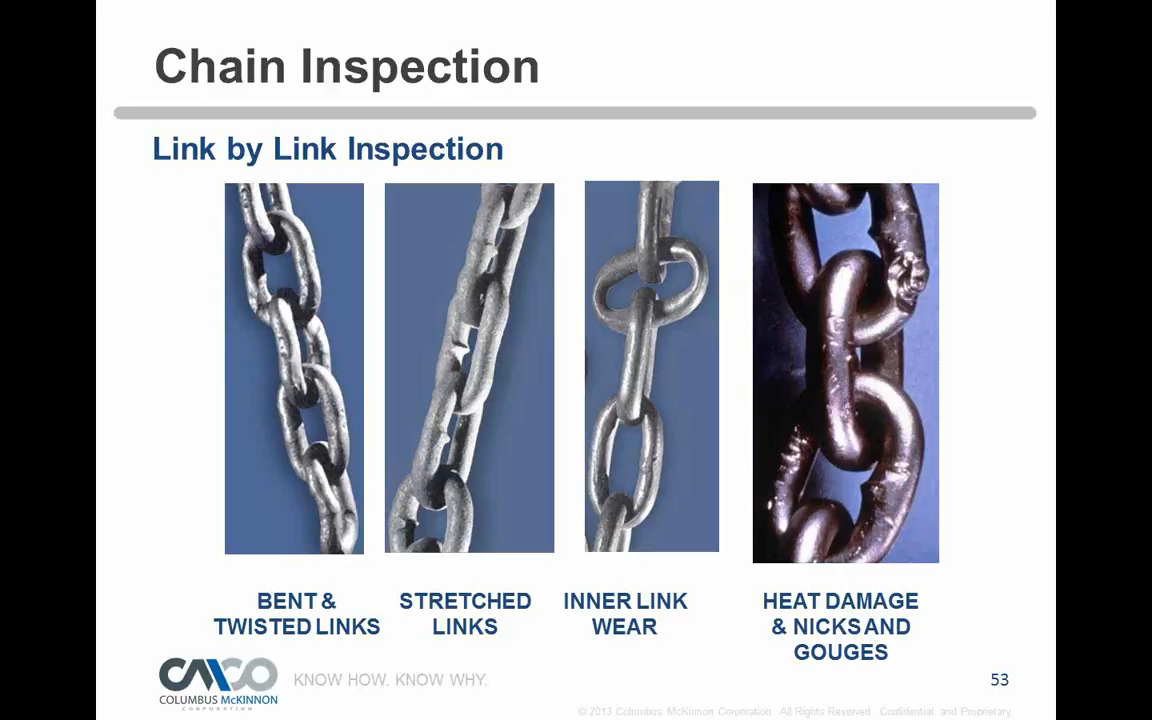 Chain Inspection
Link by Link Inspection
BENT &
TWISTED LINKS
STRETCHED
LINKS
INNER LINK
WEAR
HEAT DAMAGE
& NICKS AND
GOUGES
CMCO
COLUMBUS McKINNON
CORPORATION
KNOW HOW. KNOW WHY.
53
© 2013 Columbus McKinnon Corporation. All Rights Reserved. Confidential and Proprietary